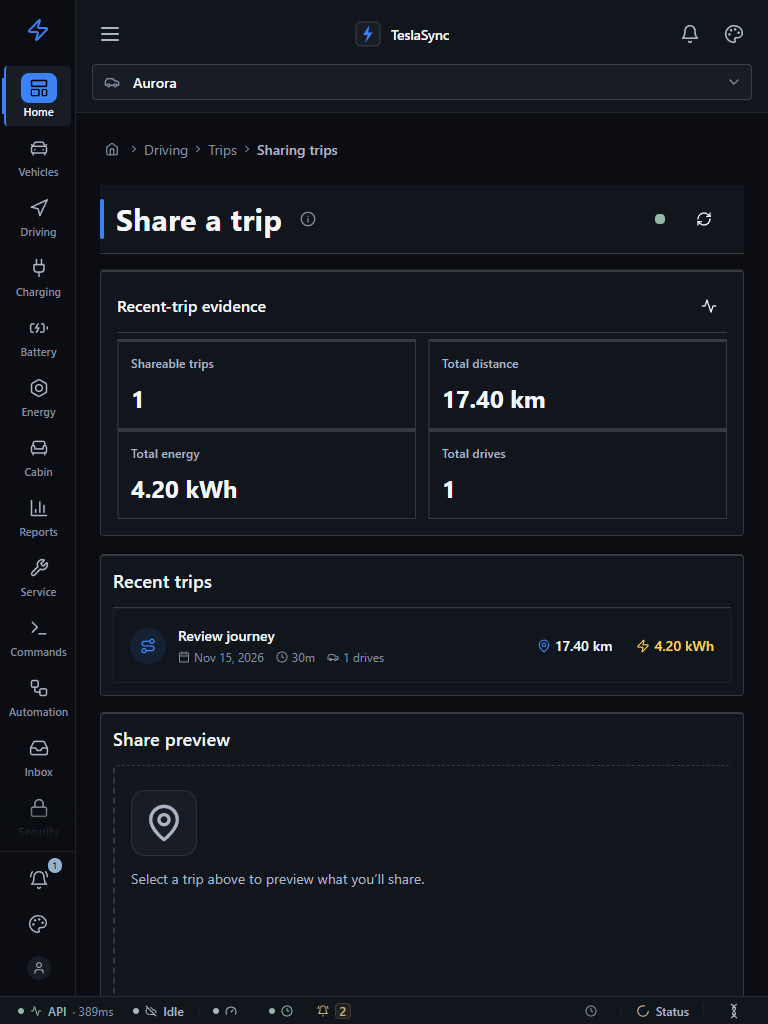 TeslaSync
Aurora
Home
Vehicles
Driving
Charging
Battery
Energy
Cabin
Reports
Service
Commands
Automation
Inbox
Security
1
Driving > Trips > Sharing trips
Share a trip
Recent-trip evidence
Shareable trips
1
Total distance
17.40 km
Total energy
4.20 kWh
Total drives
1
Recent trips
Review journey
Nov 15, 2026 30m 1 drives
17.40 km 4.20 kWh
Share preview
Select a trip above to preview what you’ll share.
API · 389ms Idle 2 Status